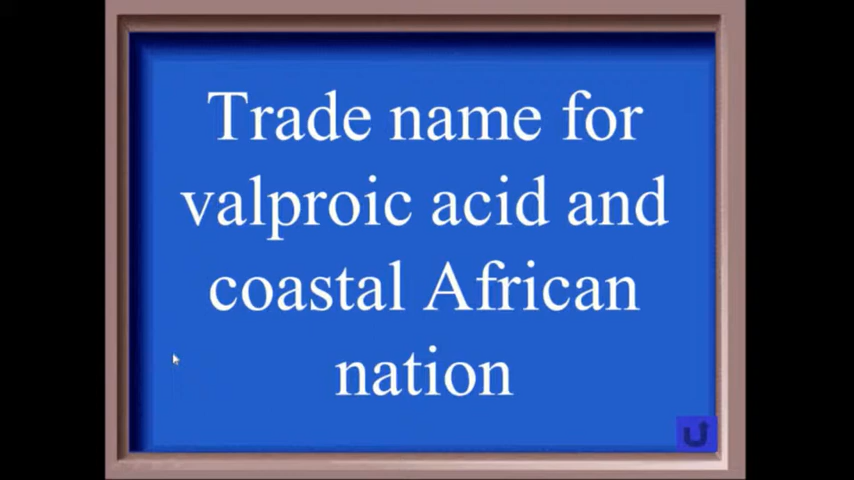 Trade name for
valproic acid and
coastal African
nation